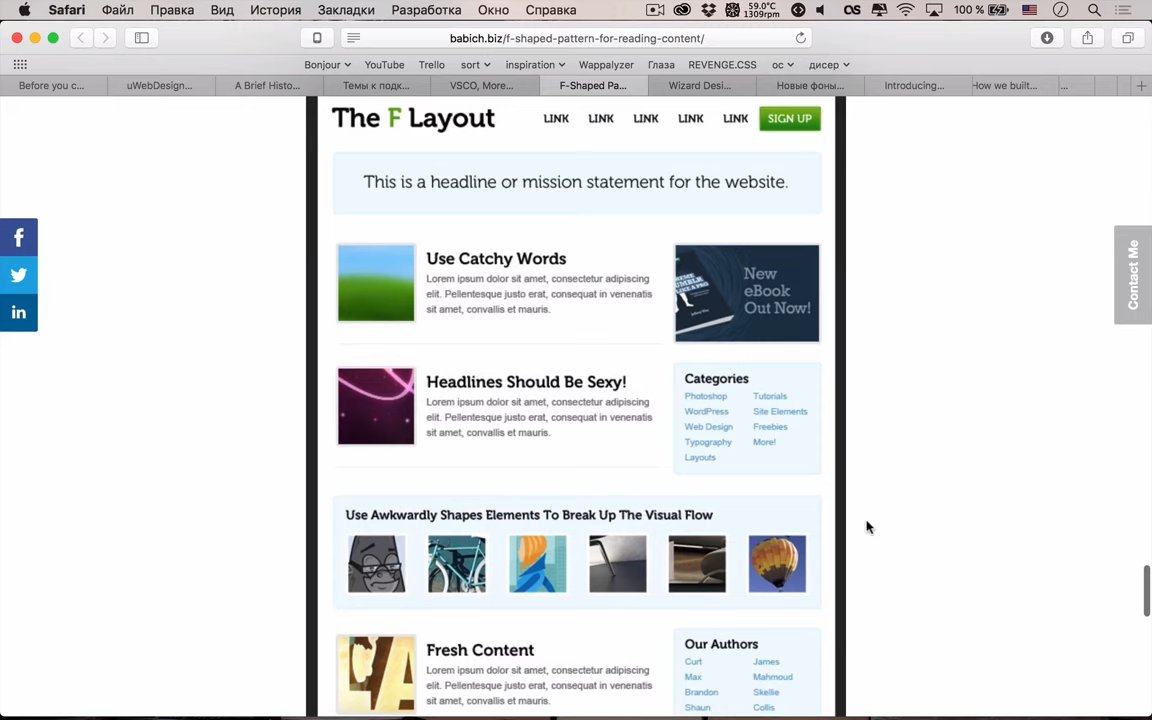 Safari Файл Правка Вид История Закладки Разработка Окно Справка 59.0°C 1309rpm 100 %
babich.biz/f-shaped-pattern-for-reading-content/
Bonjour YouTube Trello sort inspiration Wappalyzer Глаза REVENGE.CSS ос дисер
Before you c... uWebDesign... A Brief Histo... Темы к подк... VSCO, More... F-Shaped Pa... Wizard Desi... Новые фоны... Introducing... How we built... ...
The F Layout LINK LINK LINK LINK LINK SIGN UP
This is a headline or mission statement for the website.
Use Catchy Words
Lorem ipsum dolor sit amet, consectetur adipiscing
elit. Pellentesque justo erat, consequat in venenatis
sit amet, convallis et mauris.
New
eBook
Out Now!
Headlines Should Be Sexy!
Lorem ipsum dolor sit amet, consectetur adipiscing
elit. Pellentesque justo erat, consequat in venenatis
sit amet, convallis et mauris.
Categories
Photoshop Tutorials
WordPress Site Elements
Web Design Freebies
Typography More!
Layouts
Use Awkwardly Shapes Elements To Break Up The Visual Flow
Fresh Content
Lorem ipsum dolor sit amet, consectetur adipiscing
elit. Pellentesque justo erat, consequat in venenatis
sit amet, convallis et mauris.
Our Authors
Curt James
Max Mahmoud
Brandon Skellie
Shaun Collis
Contact Me